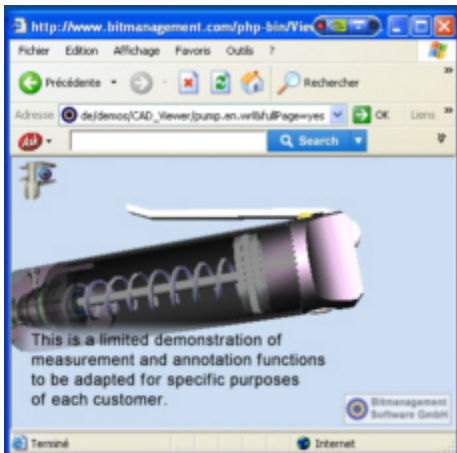 http://www.bitmanagement.com/php-bin/View
Fichier Edition Affichage Favoris Outils ?
Précédente Rechercher
Adresse de/demos/CAD_Viewer/pump.en.wrl&fullPage=yes OK Liens
Ask Search
This is a limited demonstration of
measurement and annotation functions
to be adapted for specific purposes
of each customer.
Bitmanagement
Software GmbH
Terminé Internet